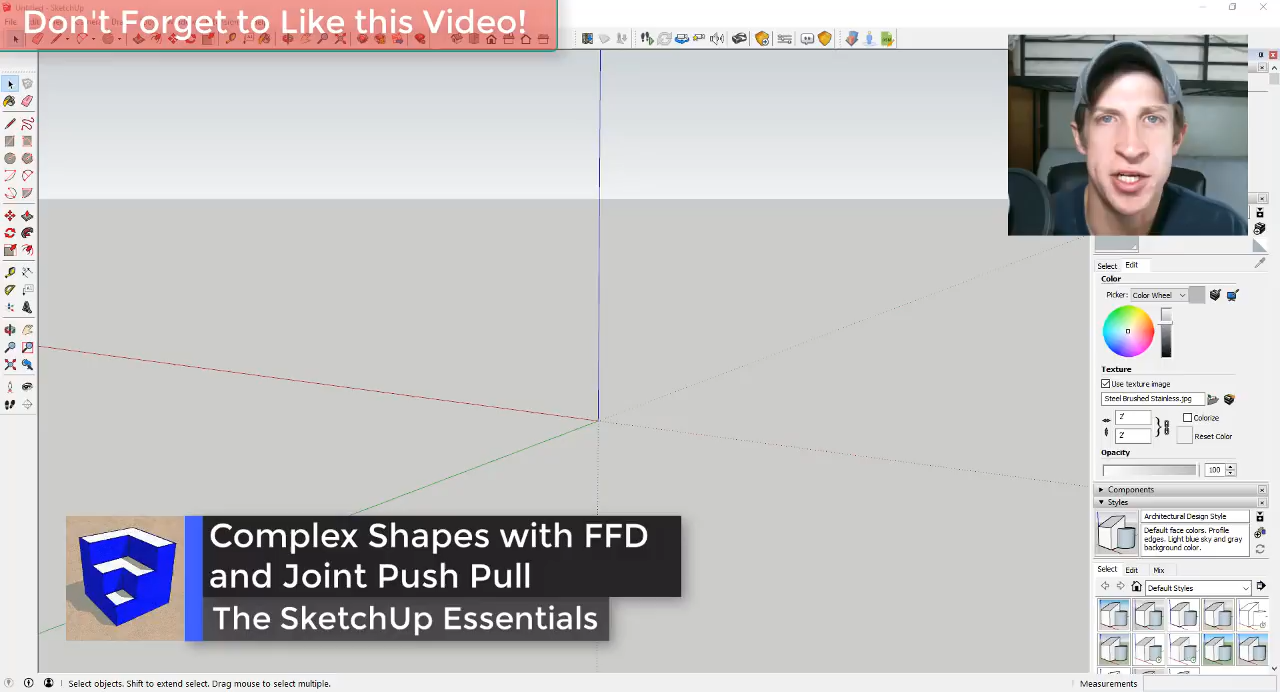 Don't Forget to Like this Video!
Select Edit
Color
Picker: Color Wheel
Texture
Use texture image
Steel Brushed Stainless.jpg
2' Colorize
2' Reset Color
Opacity
100
Components
Styles
Architectural Design Style
Default face colors. Profile
edges. Light blue sky and gray
background color.
Select Edit Mix
Default Styles
Complex Shapes with FFD
and Joint Push Pull
The SketchUp Essentials
Select objects. Shift to extend select. Drag mouse to select multiple.
Measurements